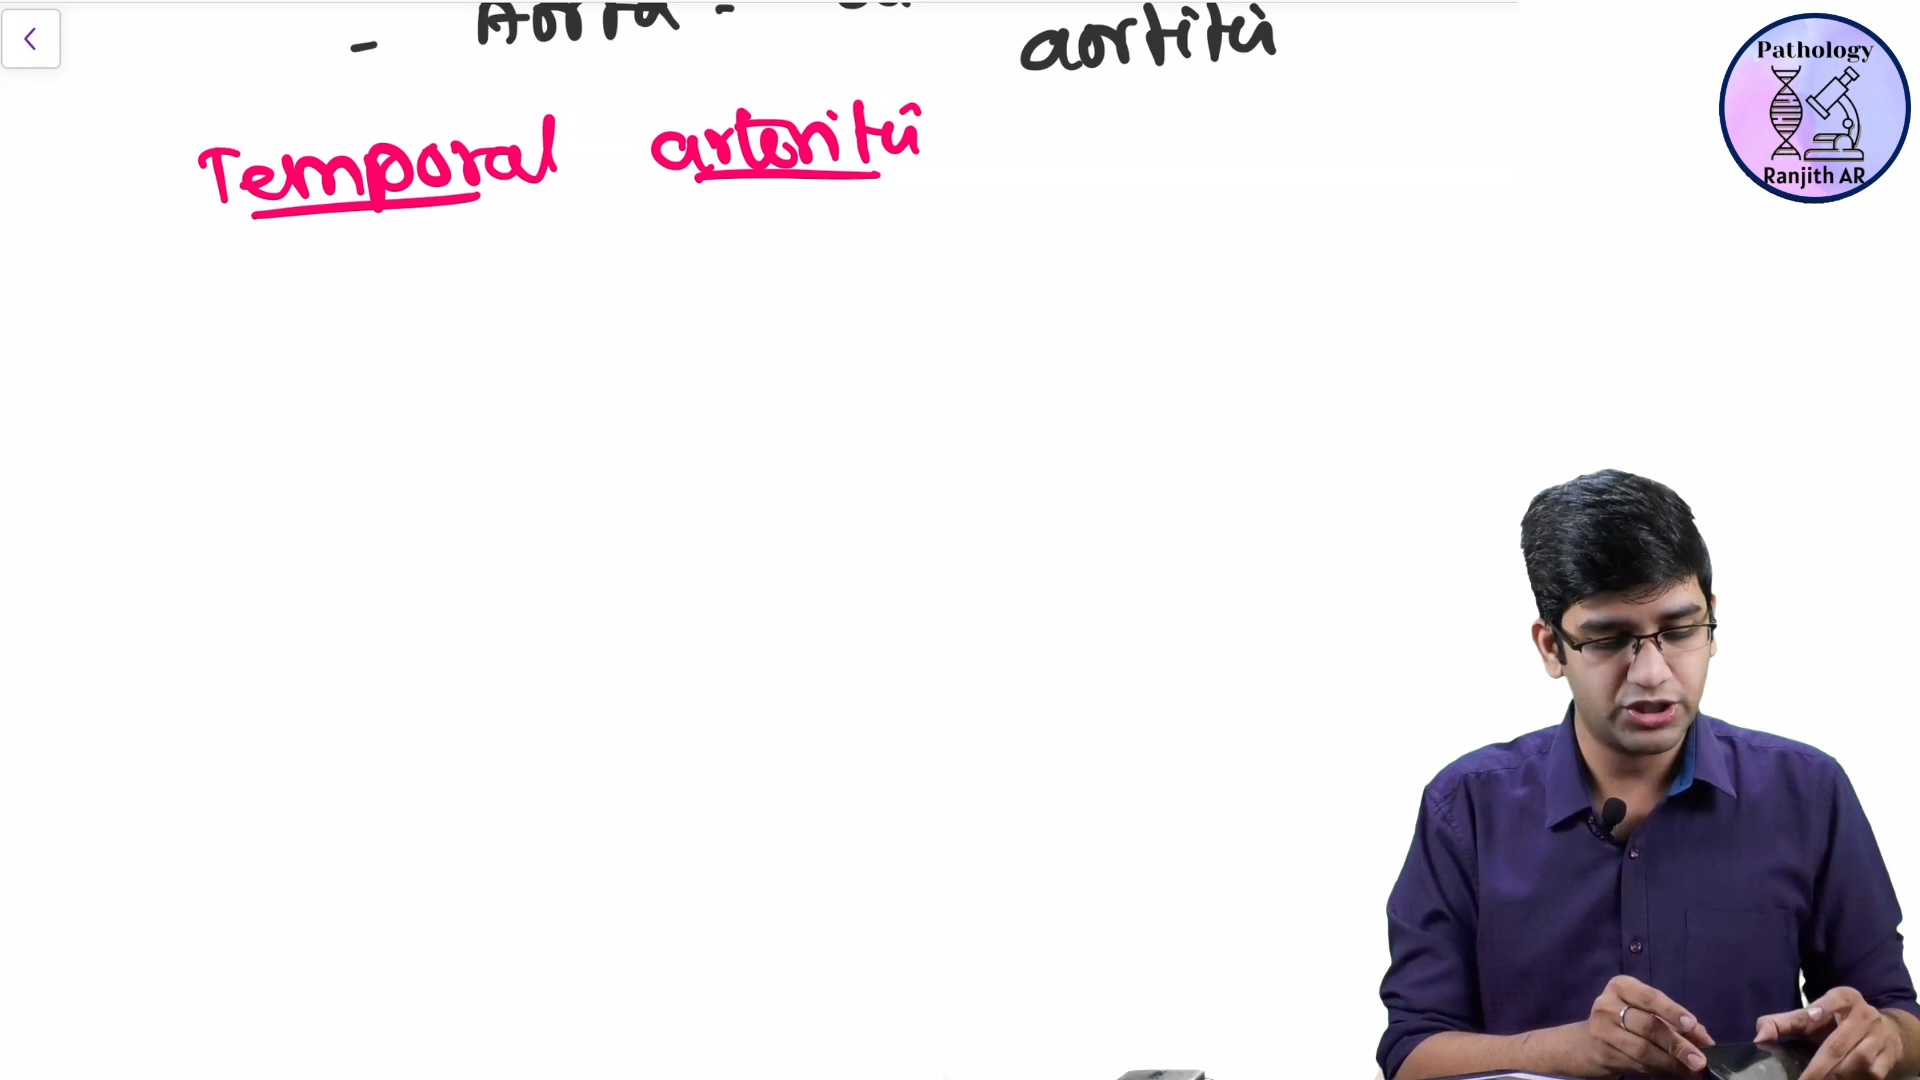 - Aorta -
aortitis
Temporal arteritis
Pathology
Ranjith AR